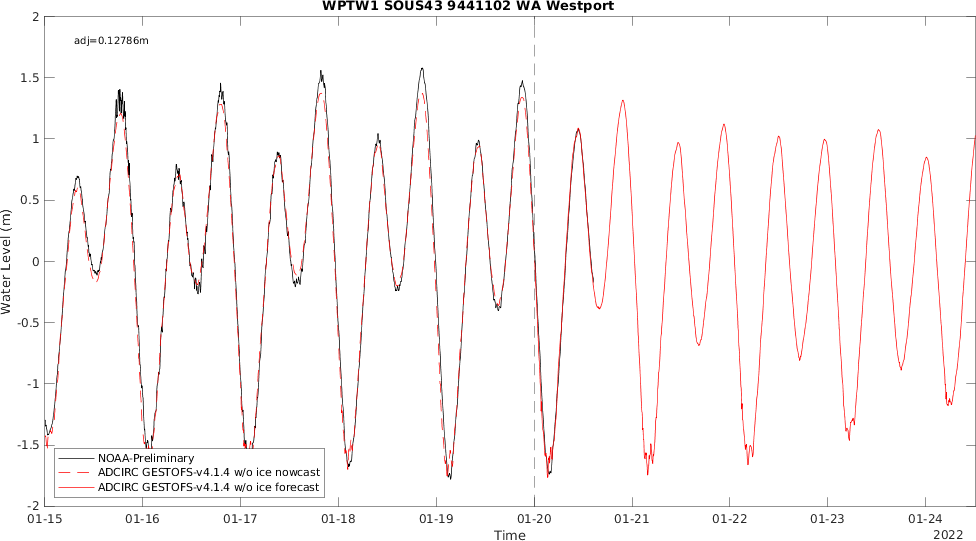 WPTW1 SOUS43 9441102 WA Westport
adj=0.12786m
2
1.5
1
0.5
0
-0.5
-1
-1.5
-2
Water Level (m)
NOAA-Preliminary
ADCIRC GESTOFS-v4.1.4 w/o ice nowcast
ADCIRC GESTOFS-v4.1.4 w/o ice forecast
01-15 01-16 01-17 01-18 01-19 01-20 01-21 01-22 01-23 01-24
Time
2022